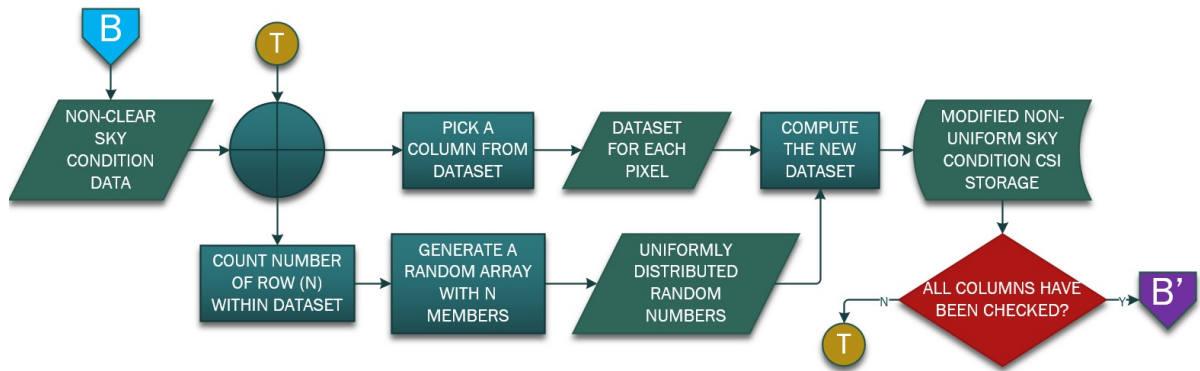 B
T
NON-CLEAR
SKY
CONDITION
DATA
PICK A
COLUMN FROM
DATASET
DATASET
FOR EACH
PIXEL
COMPUTE
THE NEW
DATASET
MODIFIED NON-
UNIFORM SKY
CONDITION CSI
STORAGE
COUNT NUMBER
OF ROW (N)
WITHIN DATASET
GENERATE A
RANDOM ARRAY
WITH N
MEMBERS
UNIFORMLY
DISTRIBUTED
RANDOM
NUMBERS
ALL COLUMNS HAVE
BEEN CHECKED?
N
Y
T
B'